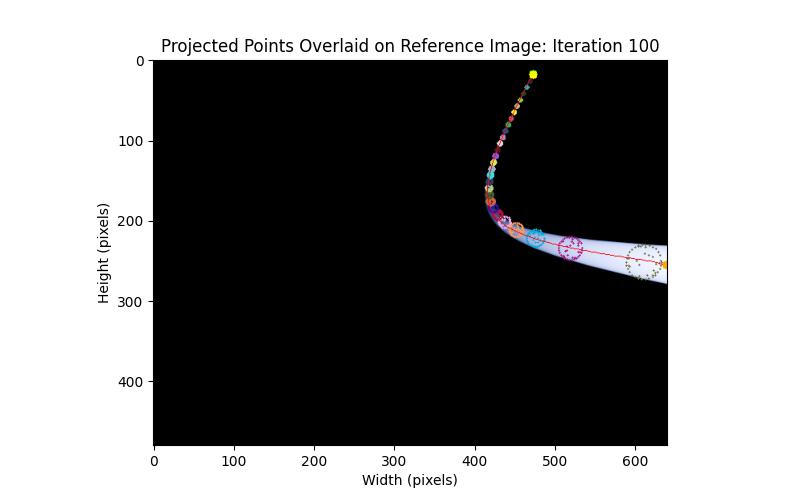 Projected Points Overlaid on Reference Image: Iteration 100
0
100
200
300
400
Height (pixels)
0 100 200 300 400 500 600
Width (pixels)